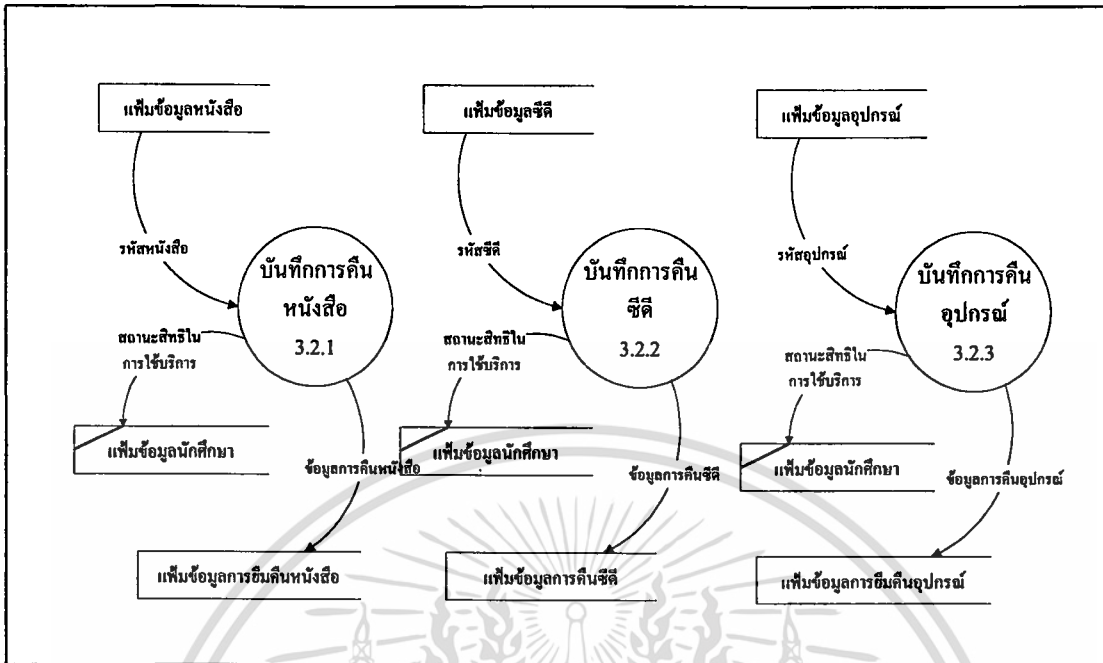 แฟ้มข้อมูลหนังสือ
แฟ้มข้อมูลซีดี
แฟ้มข้อมูลอุปกรณ์
รหัสหนังสือ
รหัสซีดี
รหัสอุปกรณ์
บันทึกการคืน
หนังสือ
3.2.1
บันทึกการคืน
ซีดี
3.2.2
บันทึกการคืน
อุปกรณ์
3.2.3
สถานะสิทธิใน
การใช้บริการ
สถานะสิทธิใน
การใช้บริการ
สถานะสิทธิใน
การใช้บริการ
แฟ้มข้อมูลนักศึกษา
แฟ้มข้อมูลนักศึกษา
แฟ้มข้อมูลนักศึกษา
ข้อมูลการคืนหนังสือ
ข้อมูลการคืนซีดี
ข้อมูลการคืนอุปกรณ์
แฟ้มข้อมูลการยืมคืนหนังสือ
แฟ้มข้อมูลการคืนซีดี
แฟ้มข้อมูลการยืมคืนอุปกรณ์